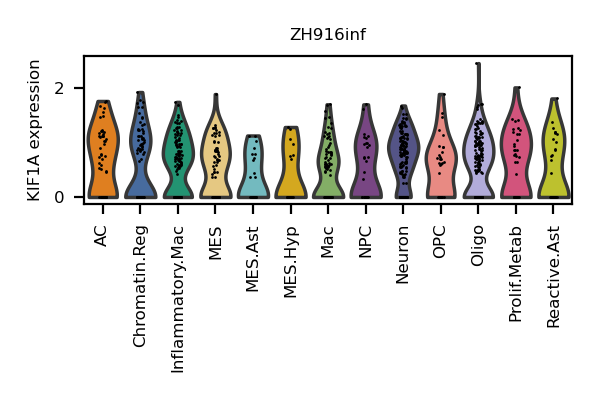 ZH916inf
KIF1A expression
2
0
AC
Chromatin.Reg
Inflammatory.Mac
MES
MES.Ast
MES.Hyp
Mac
NPC
Neuron
OPC
Oligo
Prolif.Metab
Reactive.Ast